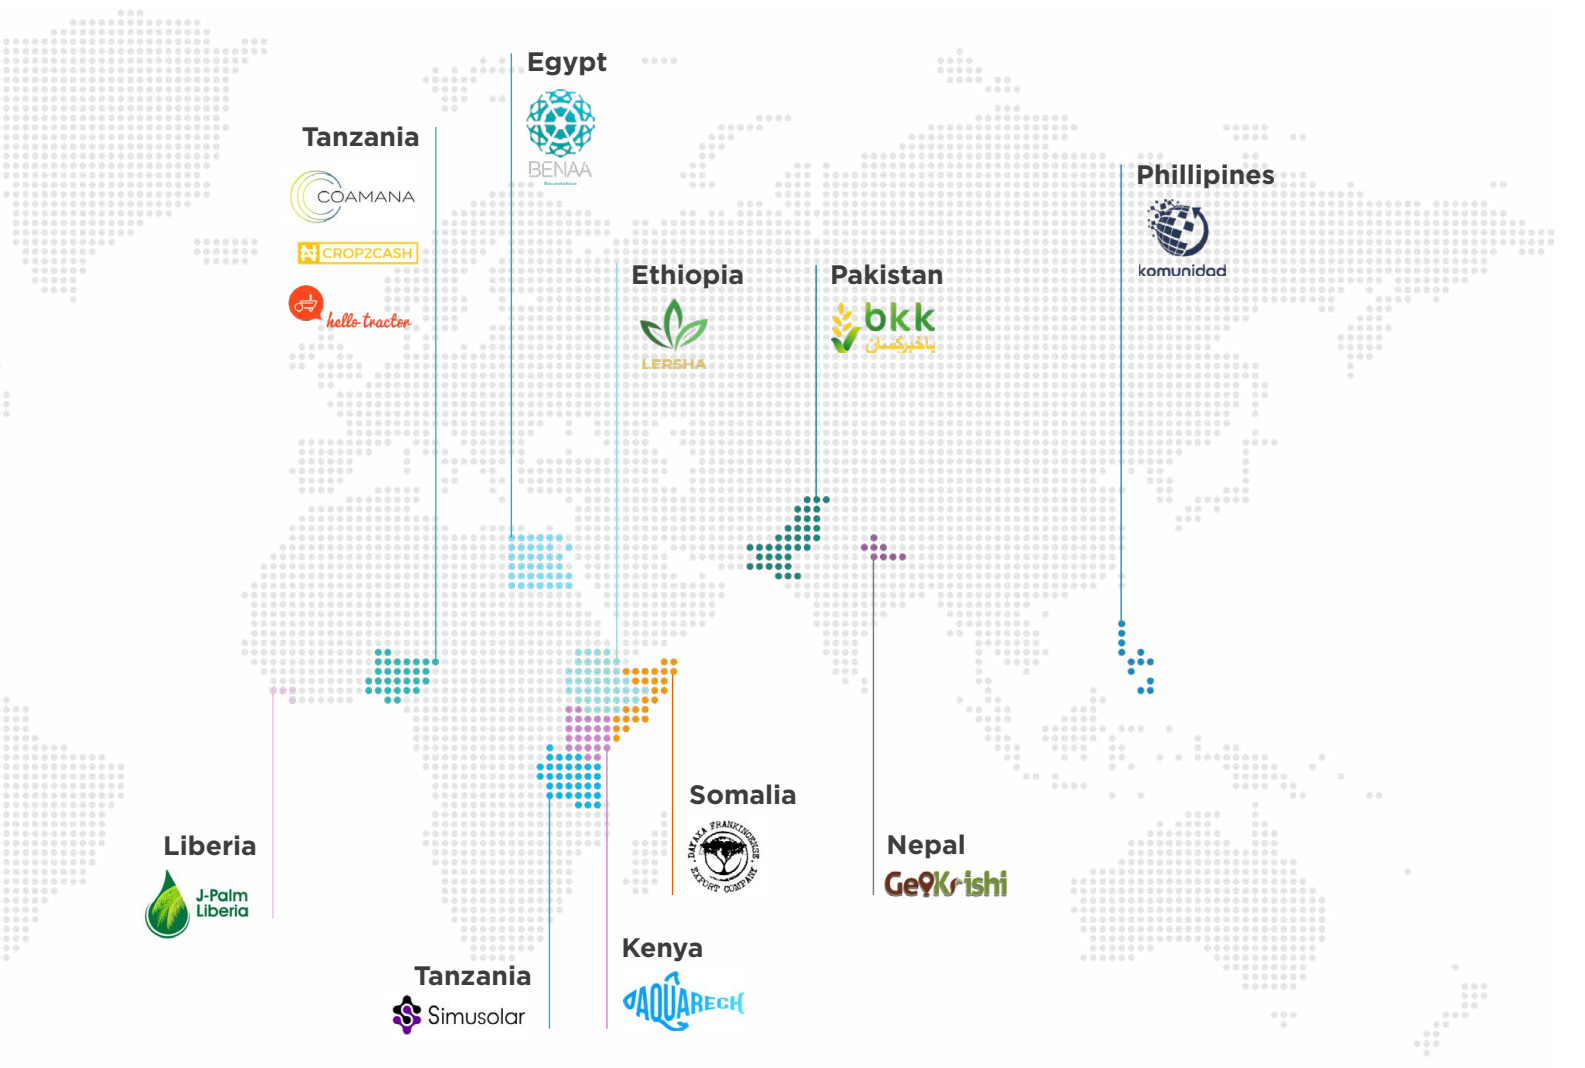 Egypt
BENAA
Foundation
Tanzania
COAMANA
CROP2CASH
hello tractor
Phillipines
komunidad
Ethiopia
LERSHA
Pakistan
bkk
باخبر کسان
Somalia
DAYAXA FRANKINCENSE
EXPORT COMPANY
Liberia
J-Palm
Liberia
Nepal
GeoKrishi
Kenya
AQUARECH
Tanzania
Simusolar